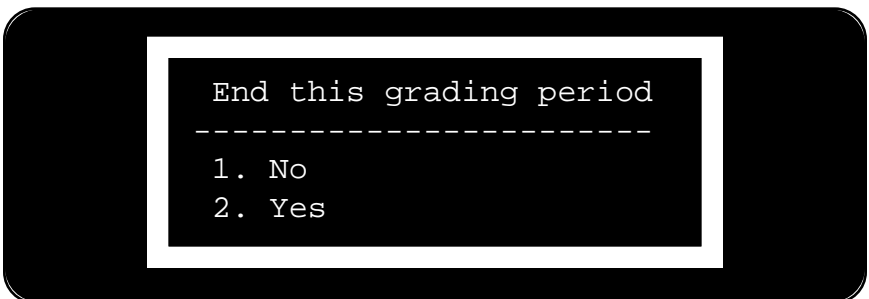 End this grading period
------------------------
1. No
2. Yes